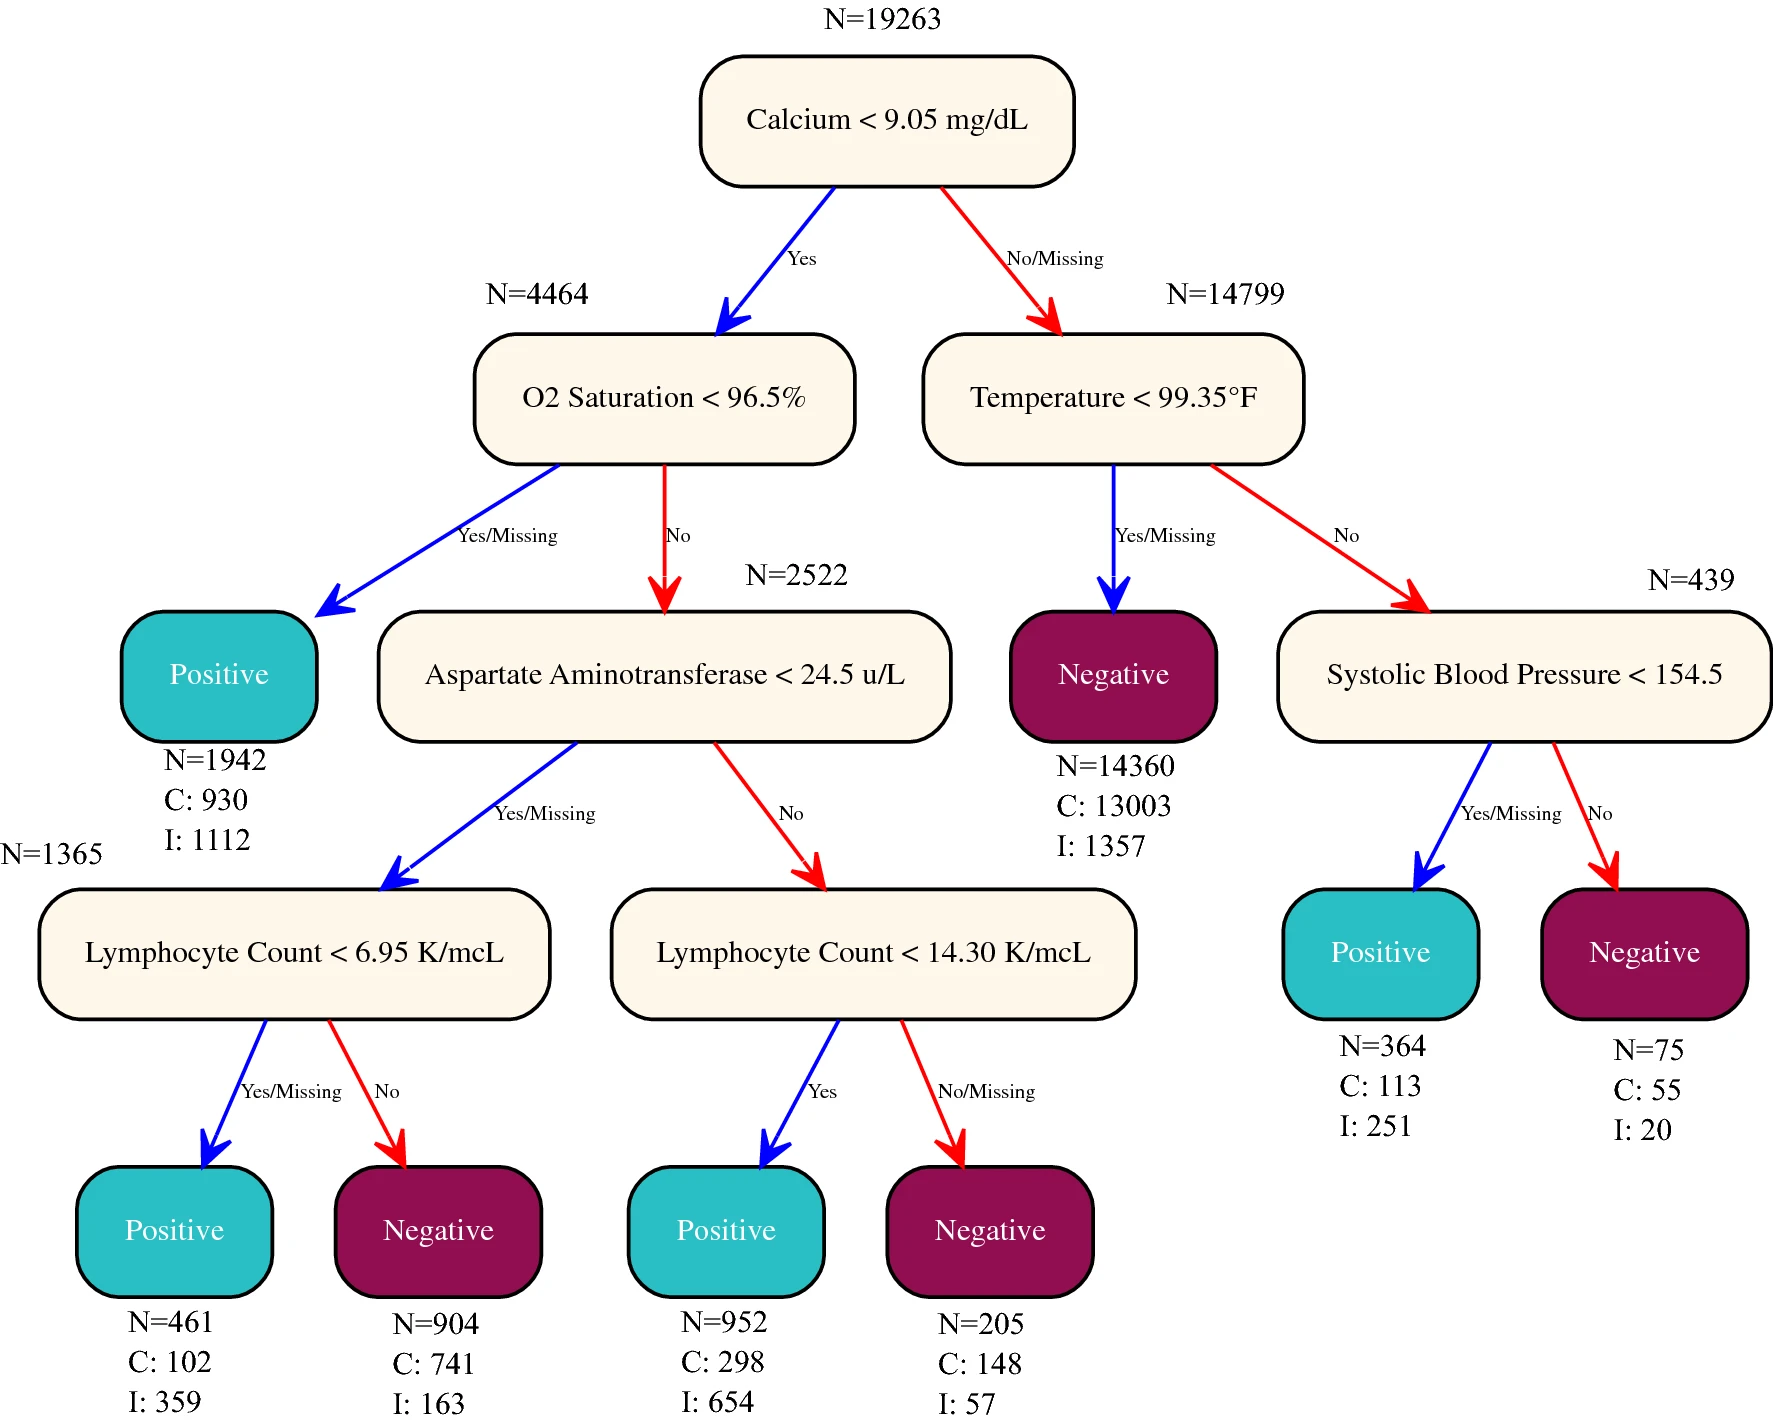 N=19263
Calcium < 9.05 mg/dL
Yes
No/Missing
N=4464
N=14799
O2 Saturation < 96.5%
Temperature < 99.35°F
Yes/Missing
No
Yes/Missing
No
N=2522
N=439
Positive
Aspartate Aminotransferase < 24.5 u/L
Negative
Systolic Blood Pressure < 154.5
N=1942
C: 930
I: 1112
N=14360
C: 13003
I: 1357
Yes/Missing
No
Yes/Missing
No
N=1365
Lymphocyte Count < 6.95 K/mcL
Lymphocyte Count < 14.30 K/mcL
Positive
Negative
N=364
C: 113
I: 251
N=75
C: 55
I: 20
Yes/Missing
No
Yes
No/Missing
Positive
Negative
Positive
Negative
N=461
C: 102
I: 359
N=904
C: 741
I: 163
N=952
C: 298
I: 654
N=205
C: 148
I: 57